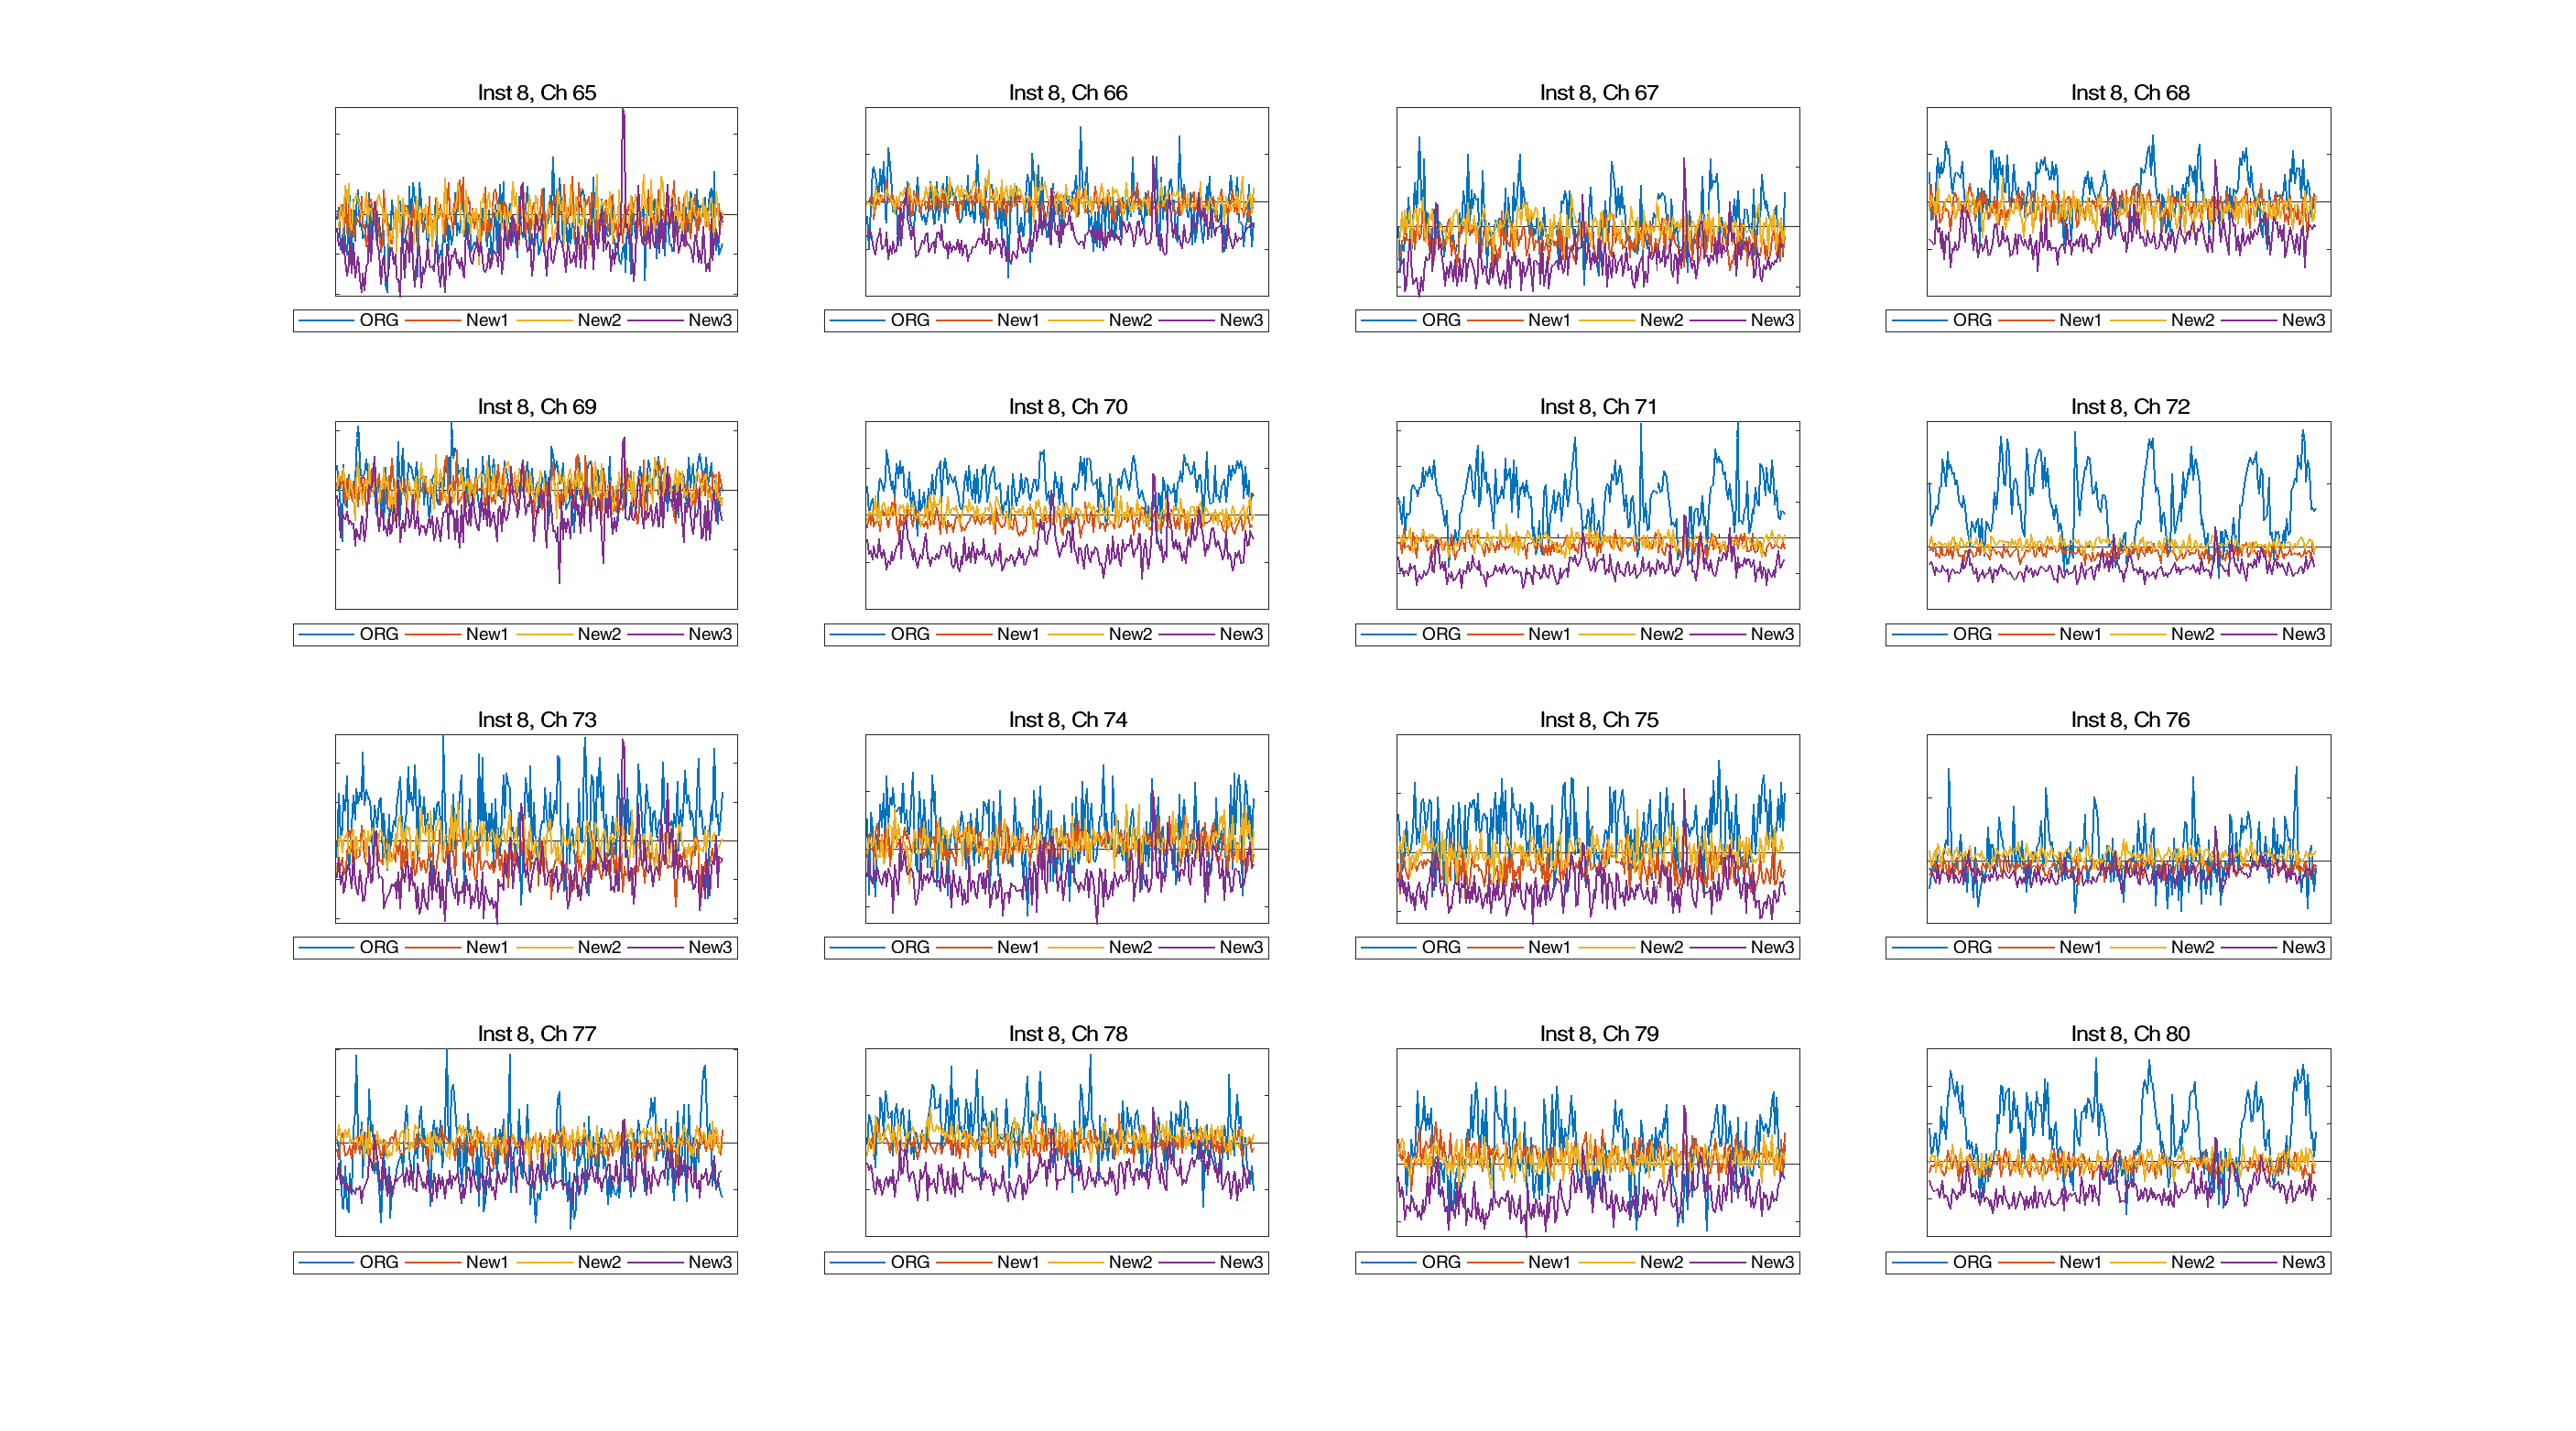 Inst 8, Ch 65
Inst 8, Ch 66
Inst 8, Ch 67
Inst 8, Ch 68
ORG New1 New2 New3
ORG New1 New2 New3
ORG New1 New2 New3
ORG New1 New2 New3
Inst 8, Ch 69
Inst 8, Ch 70
Inst 8, Ch 71
Inst 8, Ch 72
ORG New1 New2 New3
ORG New1 New2 New3
ORG New1 New2 New3
ORG New1 New2 New3
Inst 8, Ch 73
Inst 8, Ch 74
Inst 8, Ch 75
Inst 8, Ch 76
ORG New1 New2 New3
ORG New1 New2 New3
ORG New1 New2 New3
ORG New1 New2 New3
Inst 8, Ch 77
Inst 8, Ch 78
Inst 8, Ch 79
Inst 8, Ch 80
ORG New1 New2 New3
ORG New1 New2 New3
ORG New1 New2 New3
ORG New1 New2 New3